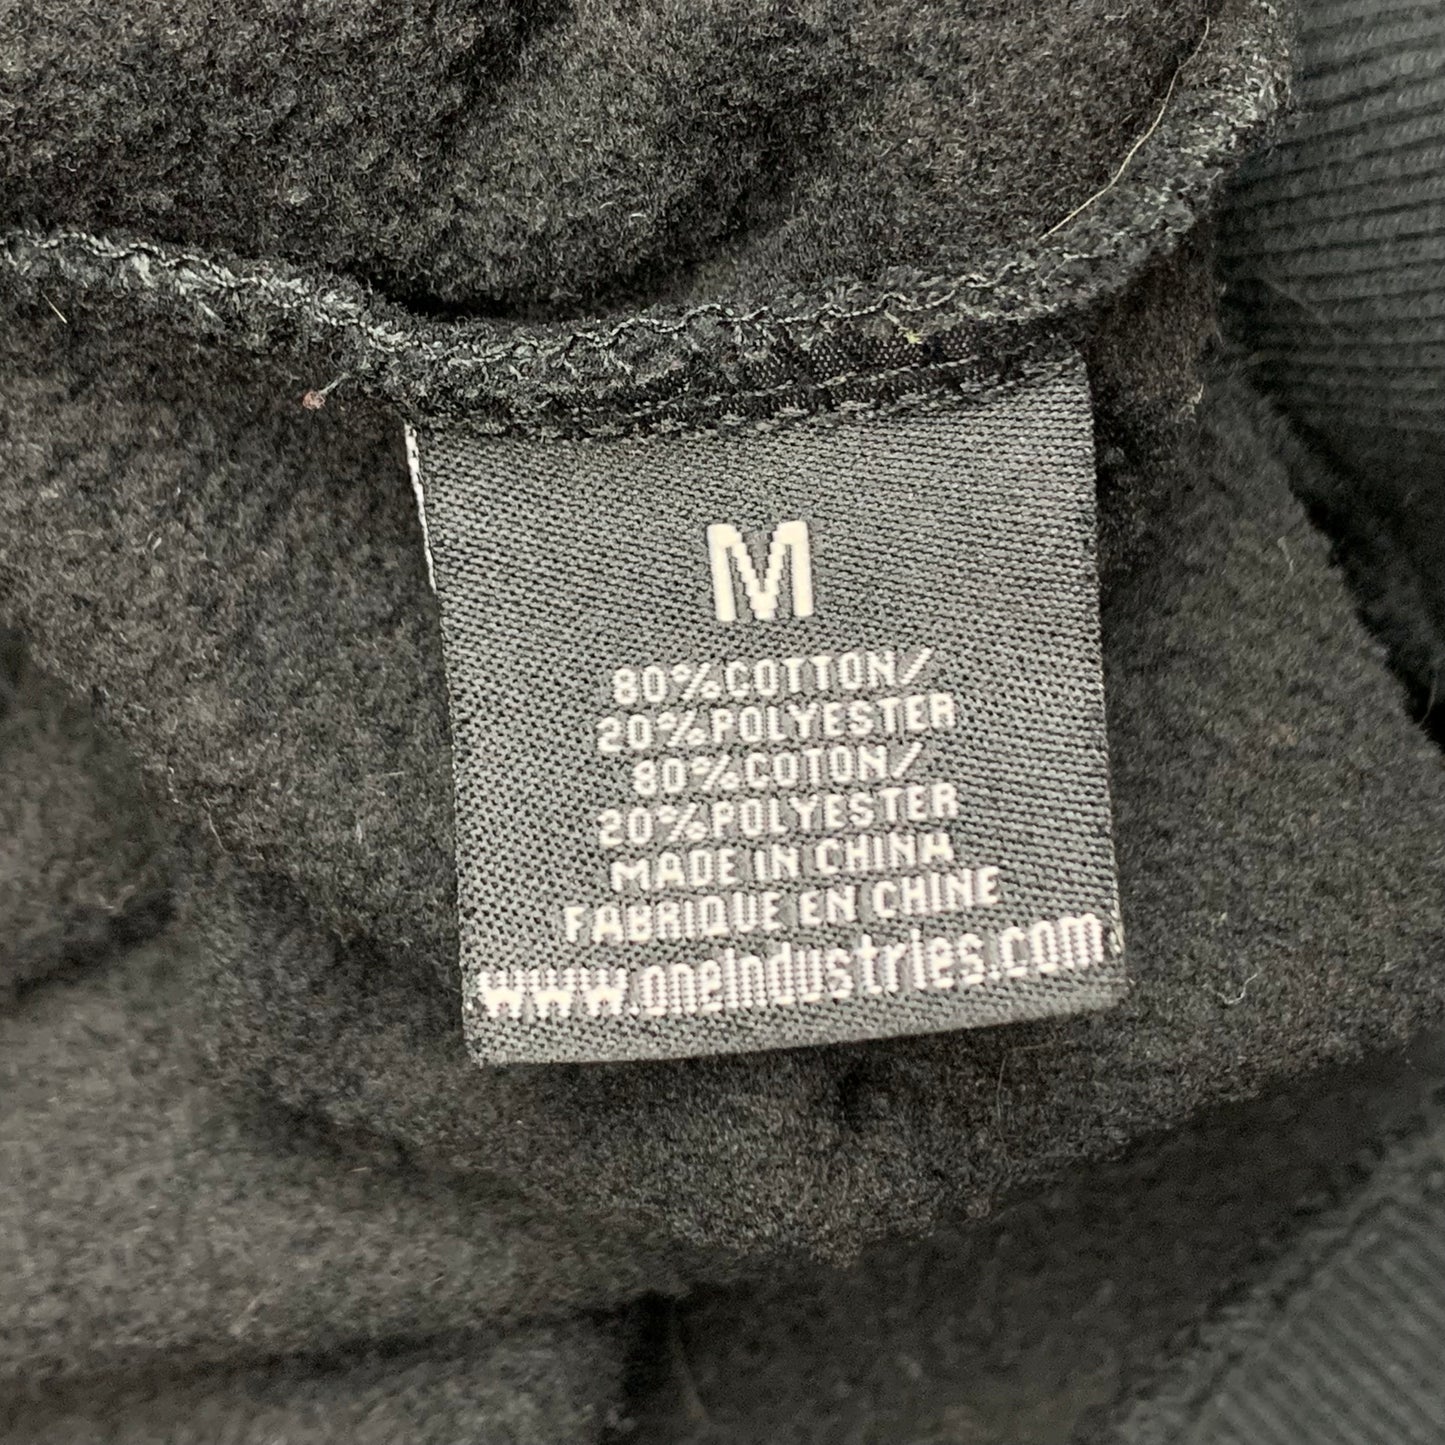 M
80%COTTON/
20%POLYESTER
80%COTON/
20%POLYESTER
MADE IN CHINA
FABRIQUE EN CHINE
www.oneindustries.com